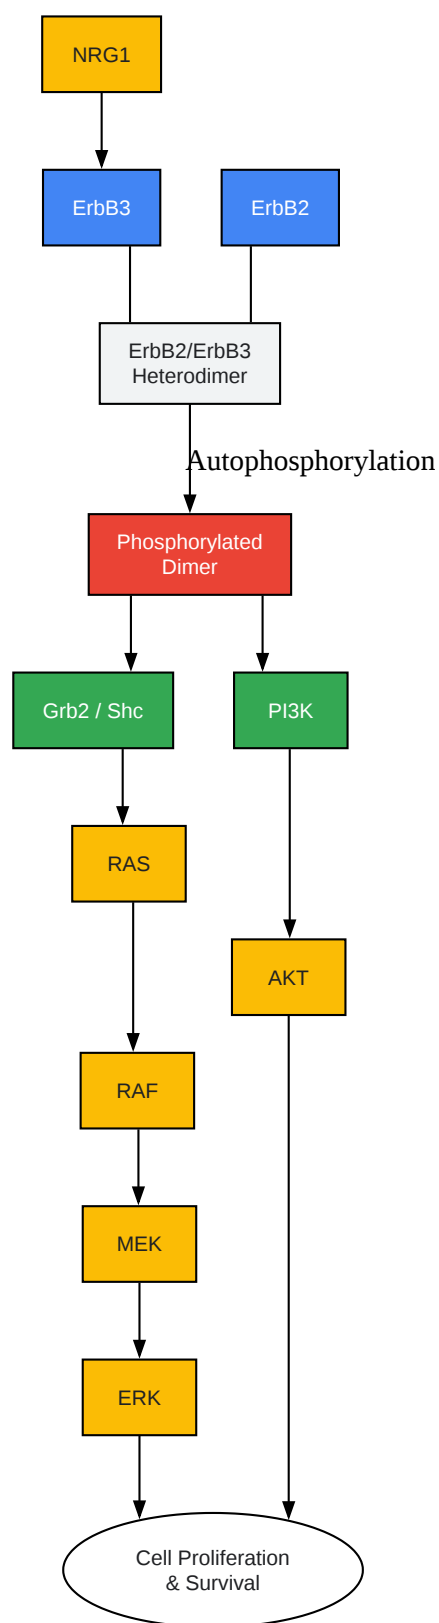 NRG1
ErbB3
ErbB2
ErbB2/ErbB3
Heterodimer
Autophosphorylation
Phosphorylated
Dimer
Grb2 / Shc
PI3K
RAS
AKT
RAF
MEK
ERK
Cell Proliferation
& Survival